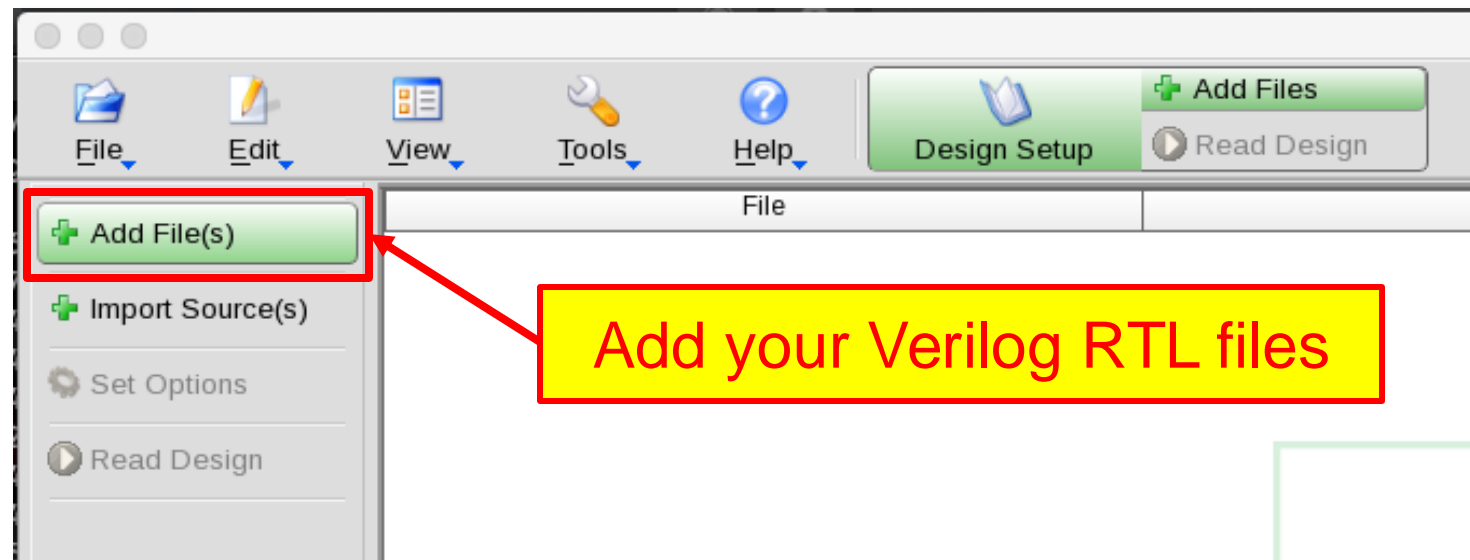 File
Edit
View
Tools
Help
Design Setup
Add Files
Read Design
Add File(s)
Import Source(s)
Set Options
Read Design
File
Add your Verilog RTL files